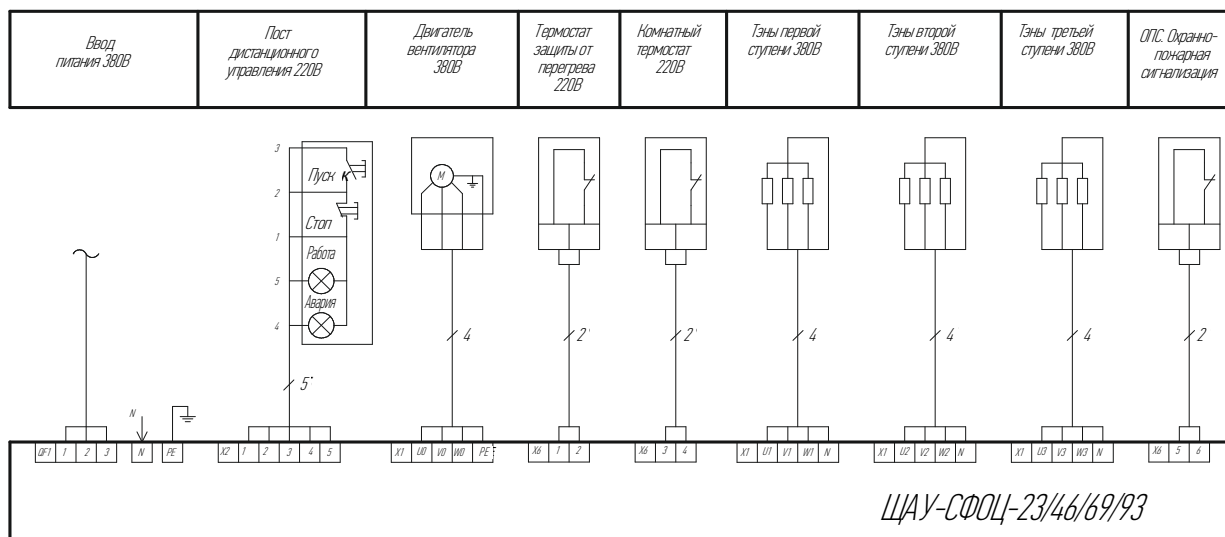 Ввод
питания 380В
Пост
дистанционного
управления 220В
Двигатель
вентилятора
380В
Термостат
защиты от
перегрева
220В
Комнатный
термостат
220В
Тэны первой
ступени 380В
Тэны второй
ступени 380В
Тэны третьей
ступени 380В
ОПС. Охранно-
пожарная
сигнализация
3
Пуск
2
Стоп
1
Работа
5
Авария
4
М
5*
4
2*
2*
4
4
4
2
N
QF1 1 2 3 N PE
X2 1 2 3 4 5
X1 U0 V0 W0 PE
X6 1 2
X6 3 4
X1 U1 V1 W1 N
X1 U2 V2 W2 N
X1 U3 V3 W3 N
X6 5 6
ЩАУ-СФОЦ-23/46/69/93